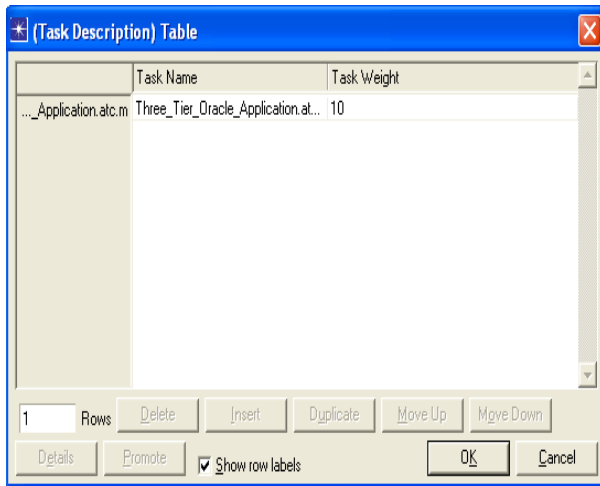 (Task Description) Table
Task Name Task Weight
..._Application.atc.m Three_Tier_Oracle_Application.at... 10
1 Rows Delete Insert Duplicate Move Up Move Down
Details Promote Show row labels OK Cancel